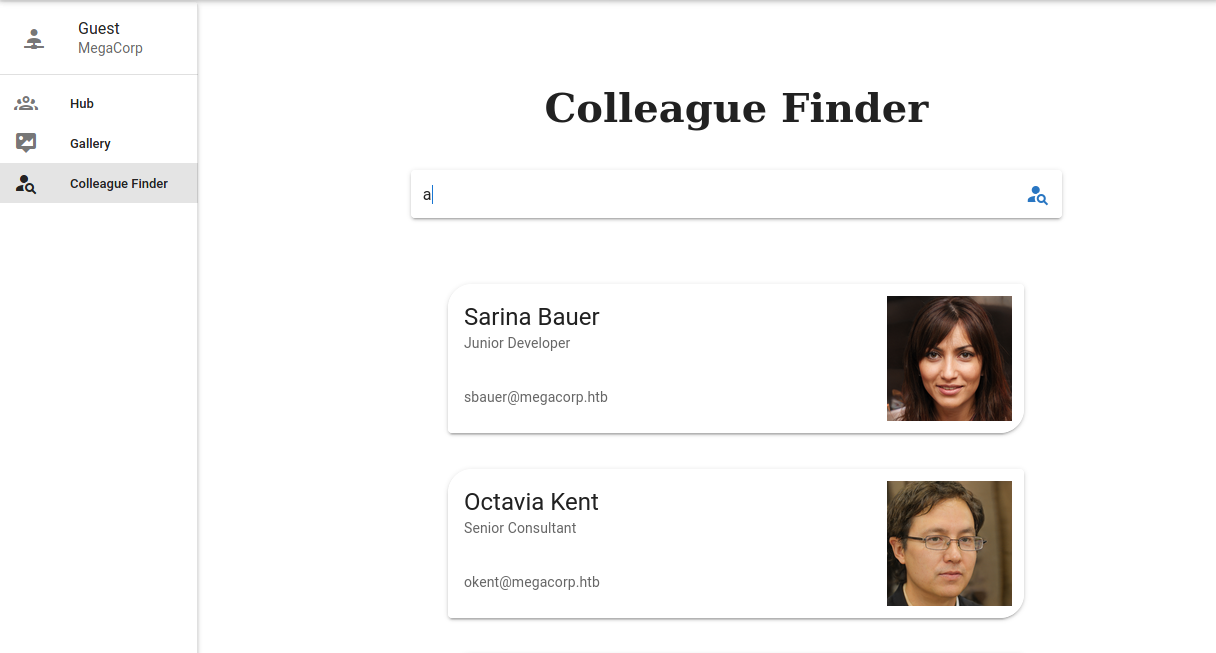 Guest
MegaCorp
Hub
Gallery
Colleague Finder
Colleague Finder
a
Sarina Bauer
Junior Developer
sbauer@megacorp.htb
Octavia Kent
Senior Consultant
okent@megacorp.htb